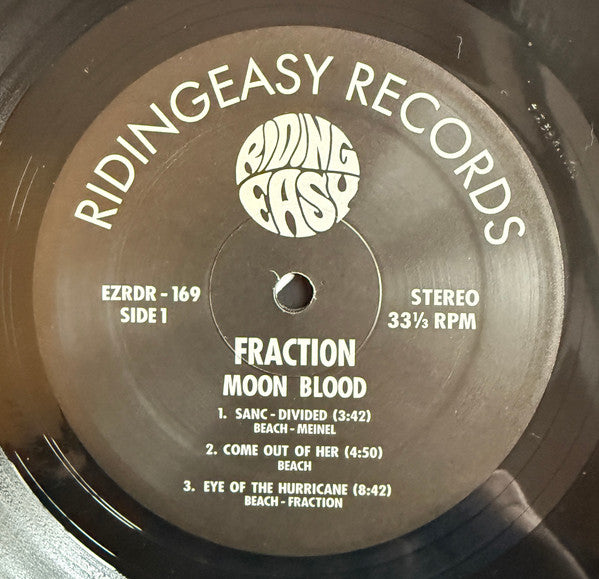 RIDINGEASY RECORDS
RIDING
EASY
EZRDR - 169
SIDE 1
STEREO
33⅓ RPM
FRACTION
MOON BLOOD
1. SANC - DIVIDED (3:42)
BEACH - MEINEL
2. COME OUT OF HER (4:50)
BEACH
3. EYE OF THE HURRICANE (8:42)
BEACH - FRACTION